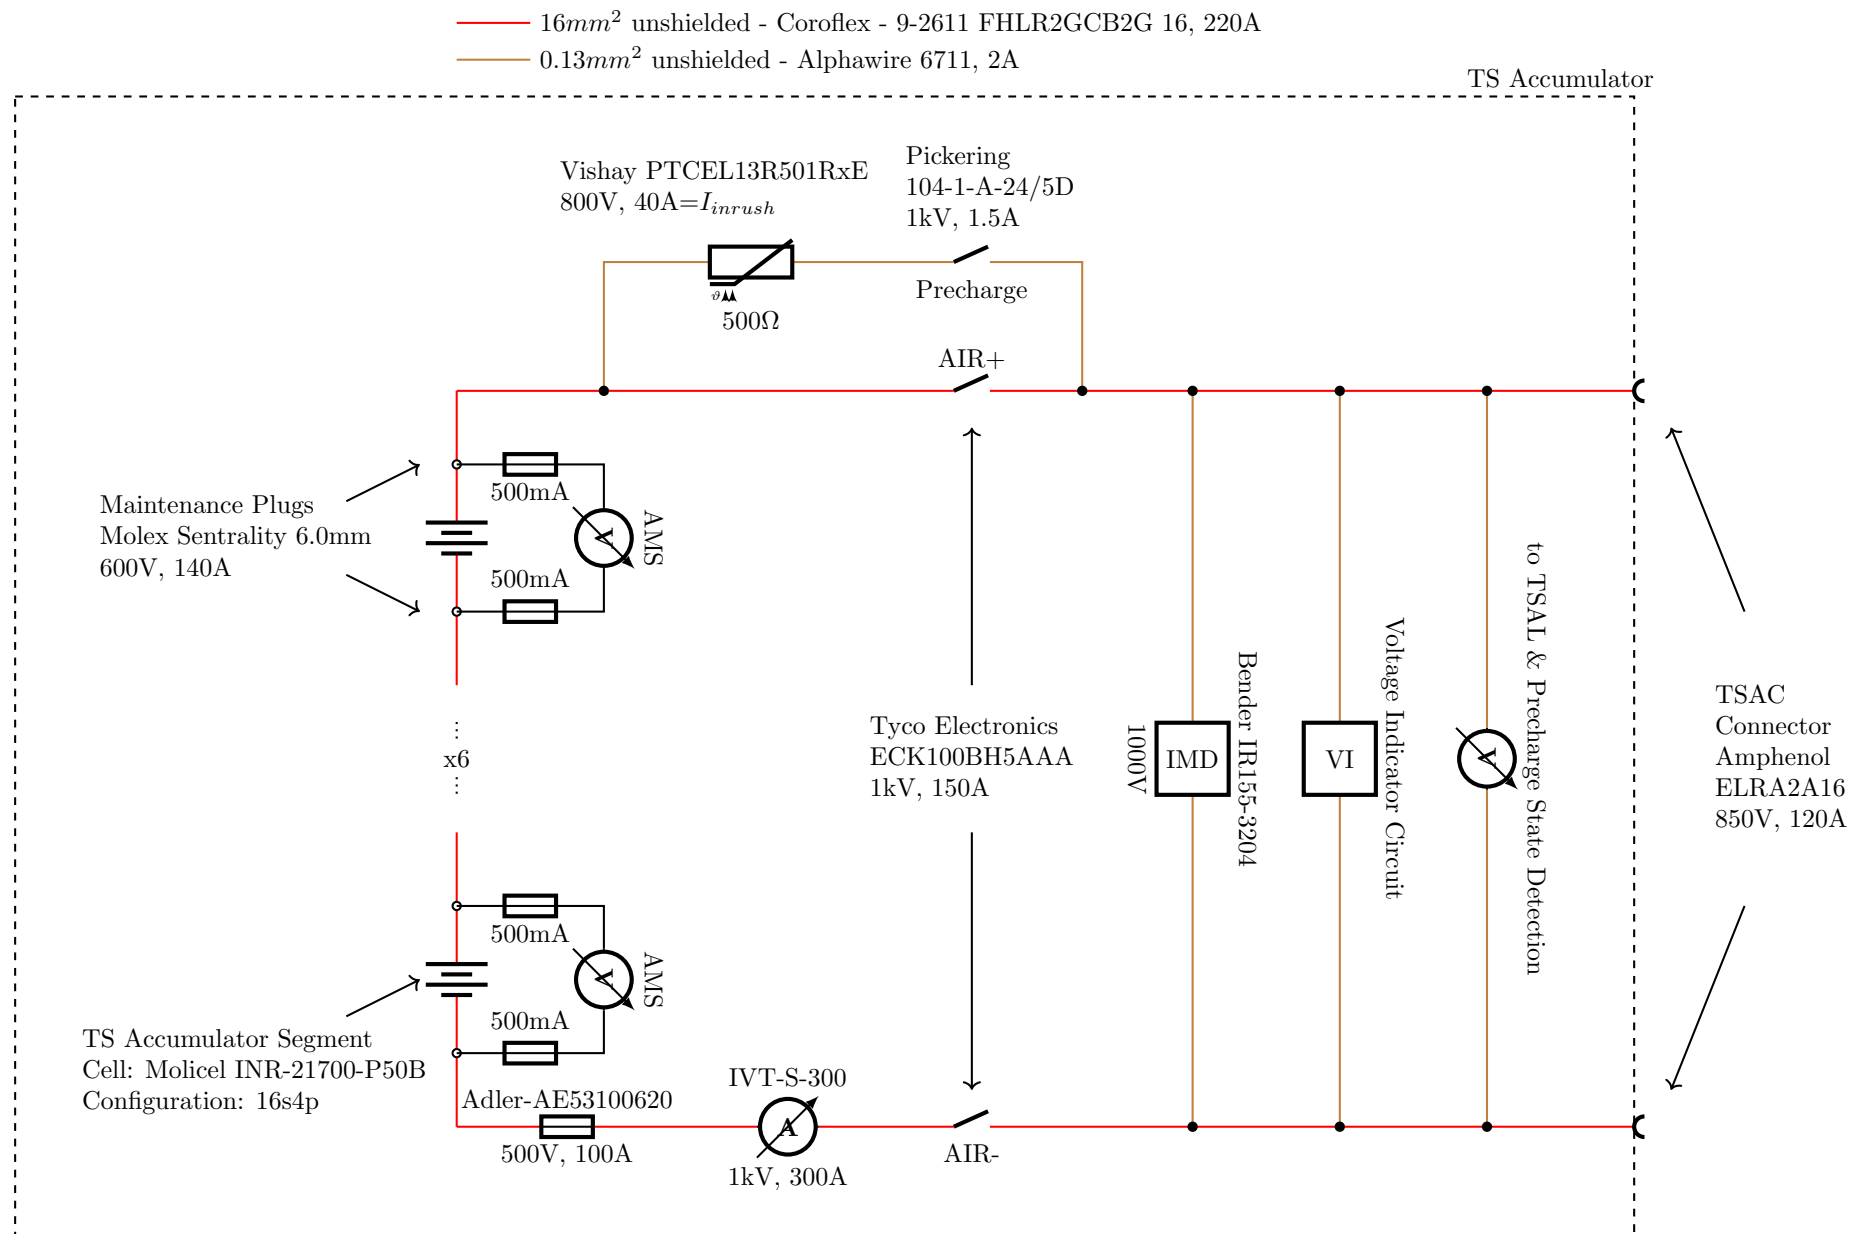 16mm² unshielded - Coroflex - 9-2611 FHLR2GCB2G 16, 220A
0.13mm² unshielded - Alphawire 6711, 2A
TS Accumulator
Vishay PTCEL13R501RxE
800V, 40A=I_inrush
Pickering
104-1-A-24/5D
1kV, 1.5A
ϑ
500Ω
Precharge
AIR+
Maintenance Plugs
Molex Sentrality 6.0mm
600V, 140A
500mA
V
AMS
500mA
⋮
x6
⋮
Tyco Electronics
ECK100BH5AAA
1kV, 150A
1000V
IMD
Bender IR155-3204
VI
Voltage Indicator Circuit
V
to TSAL & Precharge State Detection
TSAC
Connector
Amphenol
ELRA2A16
850V, 120A
500mA
V
AMS
500mA
TS Accumulator Segment
Cell: Molicel INR-21700-P50B
Configuration: 16s4p
Adler-AE53100620
500V, 100A
IVT-S-300
A
1kV, 300A
AIR-